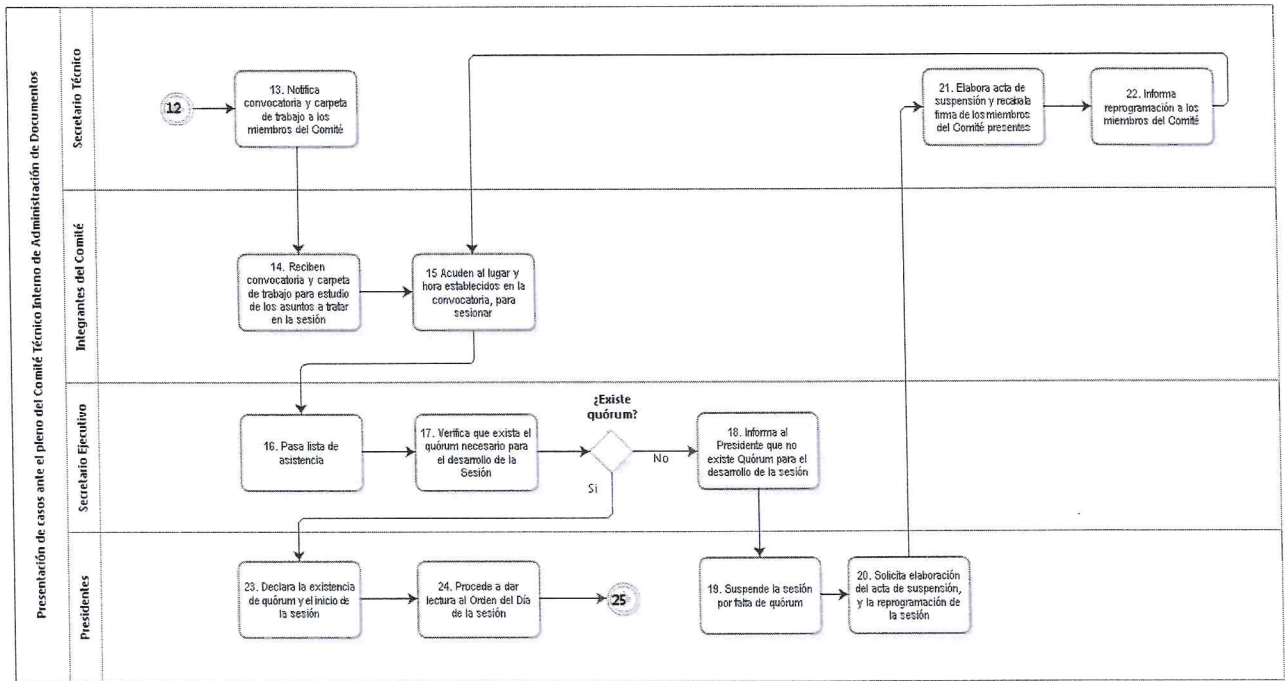 Presentación de casos ante el pleno del Comité Técnico Interno de Administración de Documentos
Secretario Técnico
12
13. Notifica
convocatoria y carpeta
de trabajo a los
miembros del Comité
21. Elabora acta de
suspensión y recaba la
firma de los miembros
del Comité presentes
22. Informa
reprogramación a los
miembros del Comité
Integrantes del Comité
14. Reciben
convocatoria y carpeta
de trabajo para estudio
de los asuntos a tratar
en la sesión
15 Acuden al lugar y
hora establecidos en la
convocatoria, para
sesionar
Secretario Ejecutivo
16. Pasa lista de
asistencia
17. Verifica que exista el
quórum necesario para
el desarrollo de la
Sesión
¿Existe
quórum?
No
Si
18. Informa al
Presidente que no
existe Quórum para el
desarrollo de la sesión
Presidentes
23. Declara la existencia
de quórum y el inicio de
la sesión
24. Procede a dar
lectura al Orden del Día
de la sesión
25
19. Suspende la sesión
por falta de quórum
20. Solicita elaboración
del acta de suspensión,
y la reprogramación de
la sesión